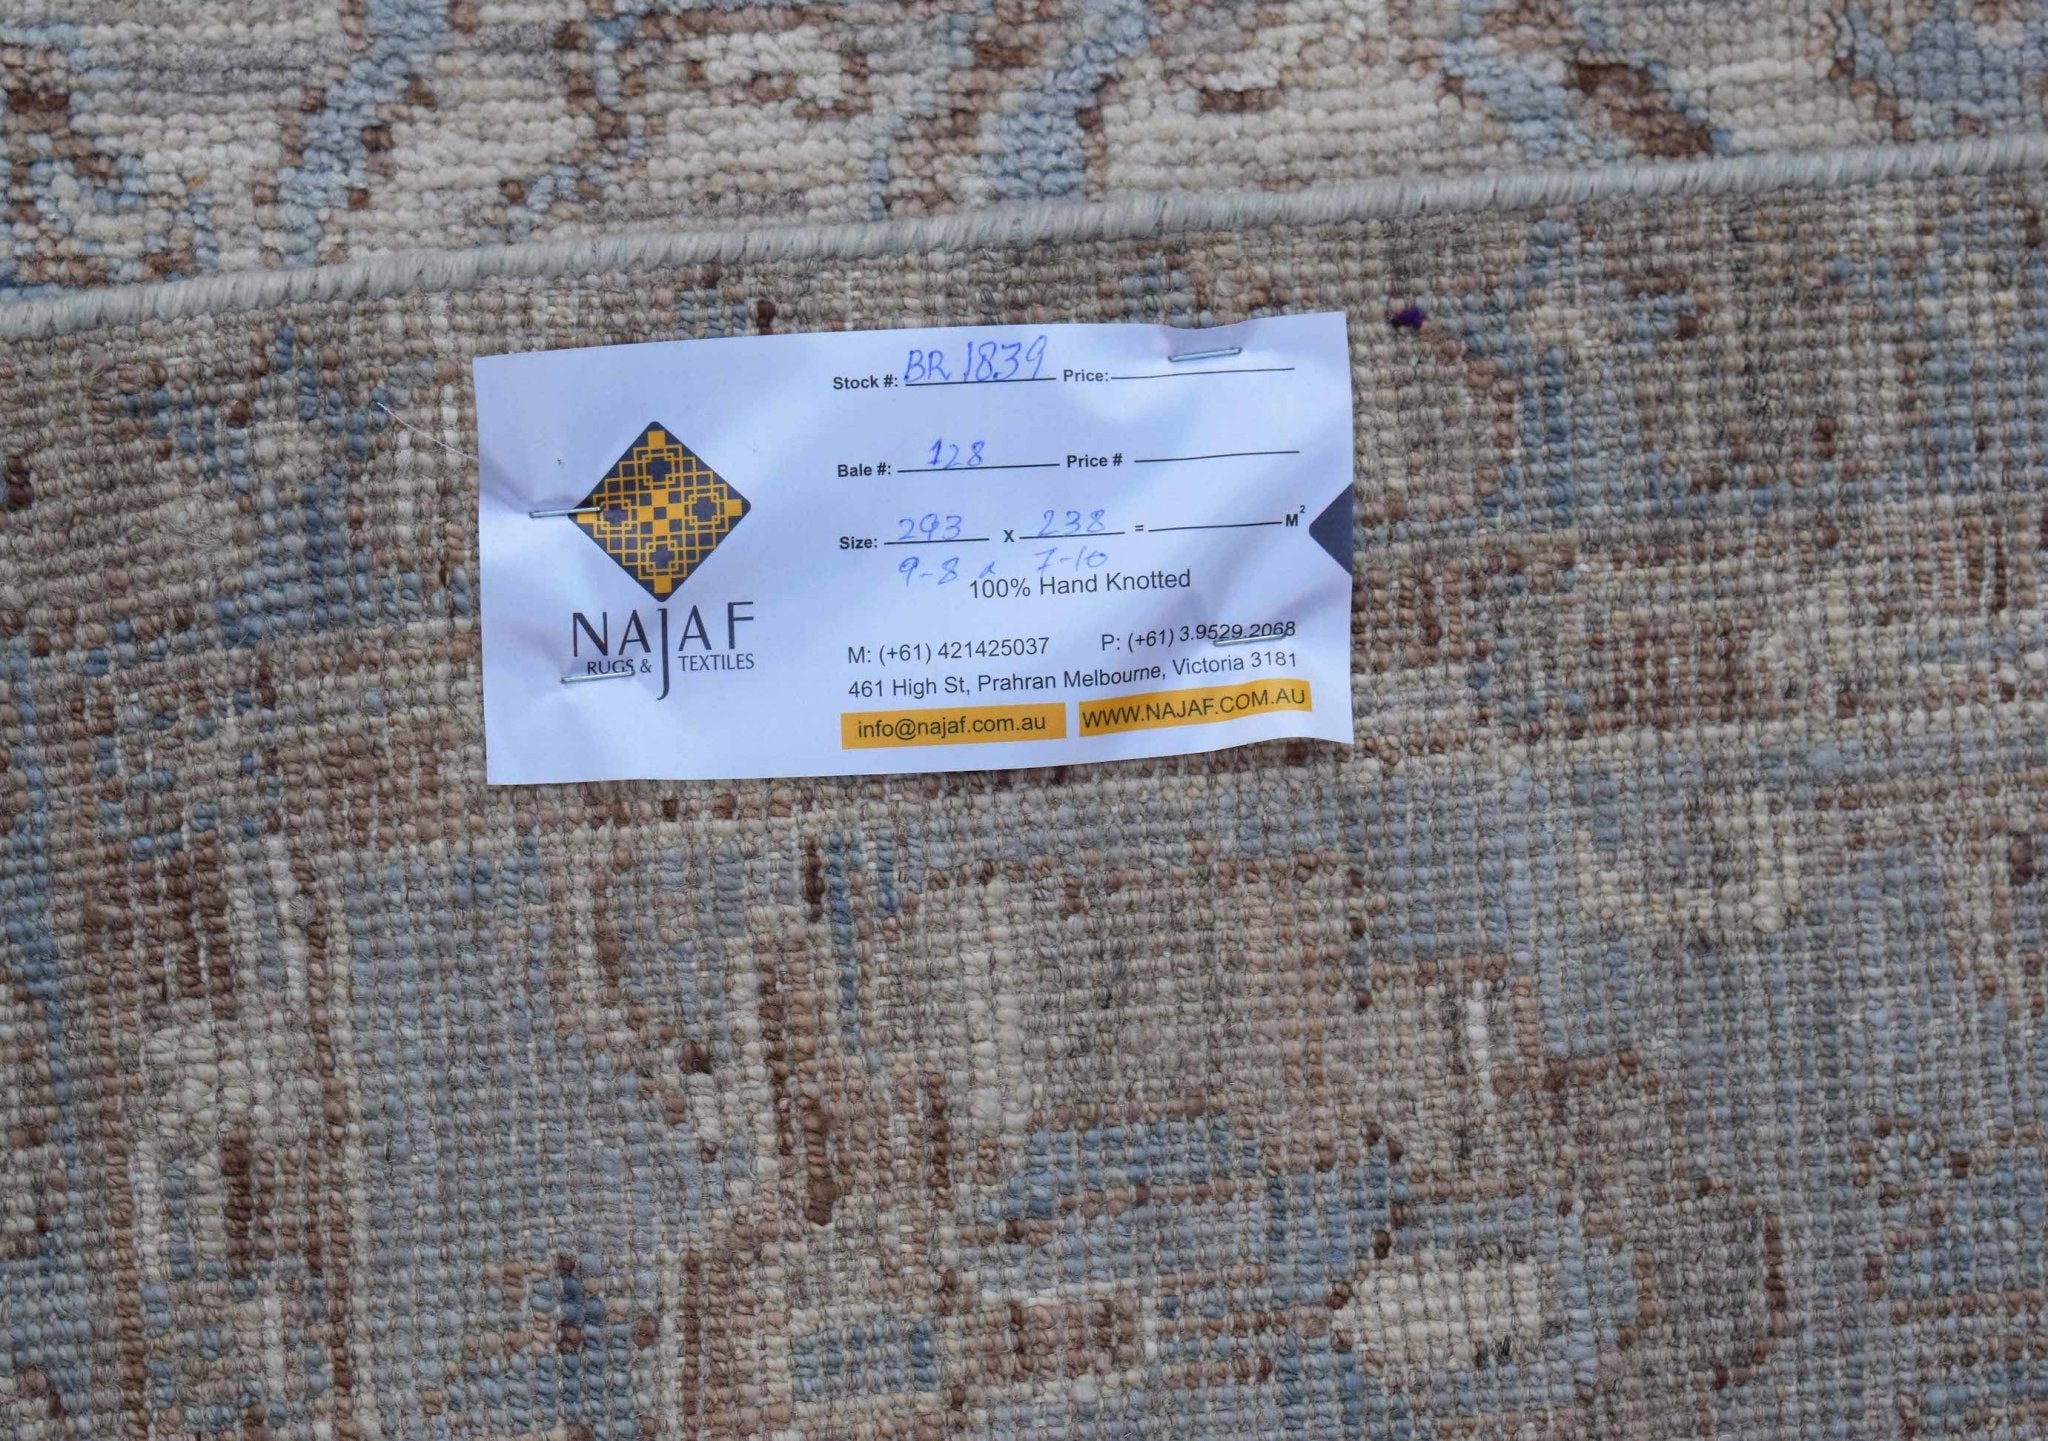 NAJAF
RUGS & TEXTILES
Stock #: BR 1839 Price:
Bale #: 128 Price #
Size: 293 x 238 = M²
9-8 x 7-10
100% Hand Knotted
M: (+61) 421425037 P: (+61) 3.9529.2068
461 High St, Prahran Melbourne, Victoria 3181
info@najaf.com.au WWW.NAJAF.COM.AU